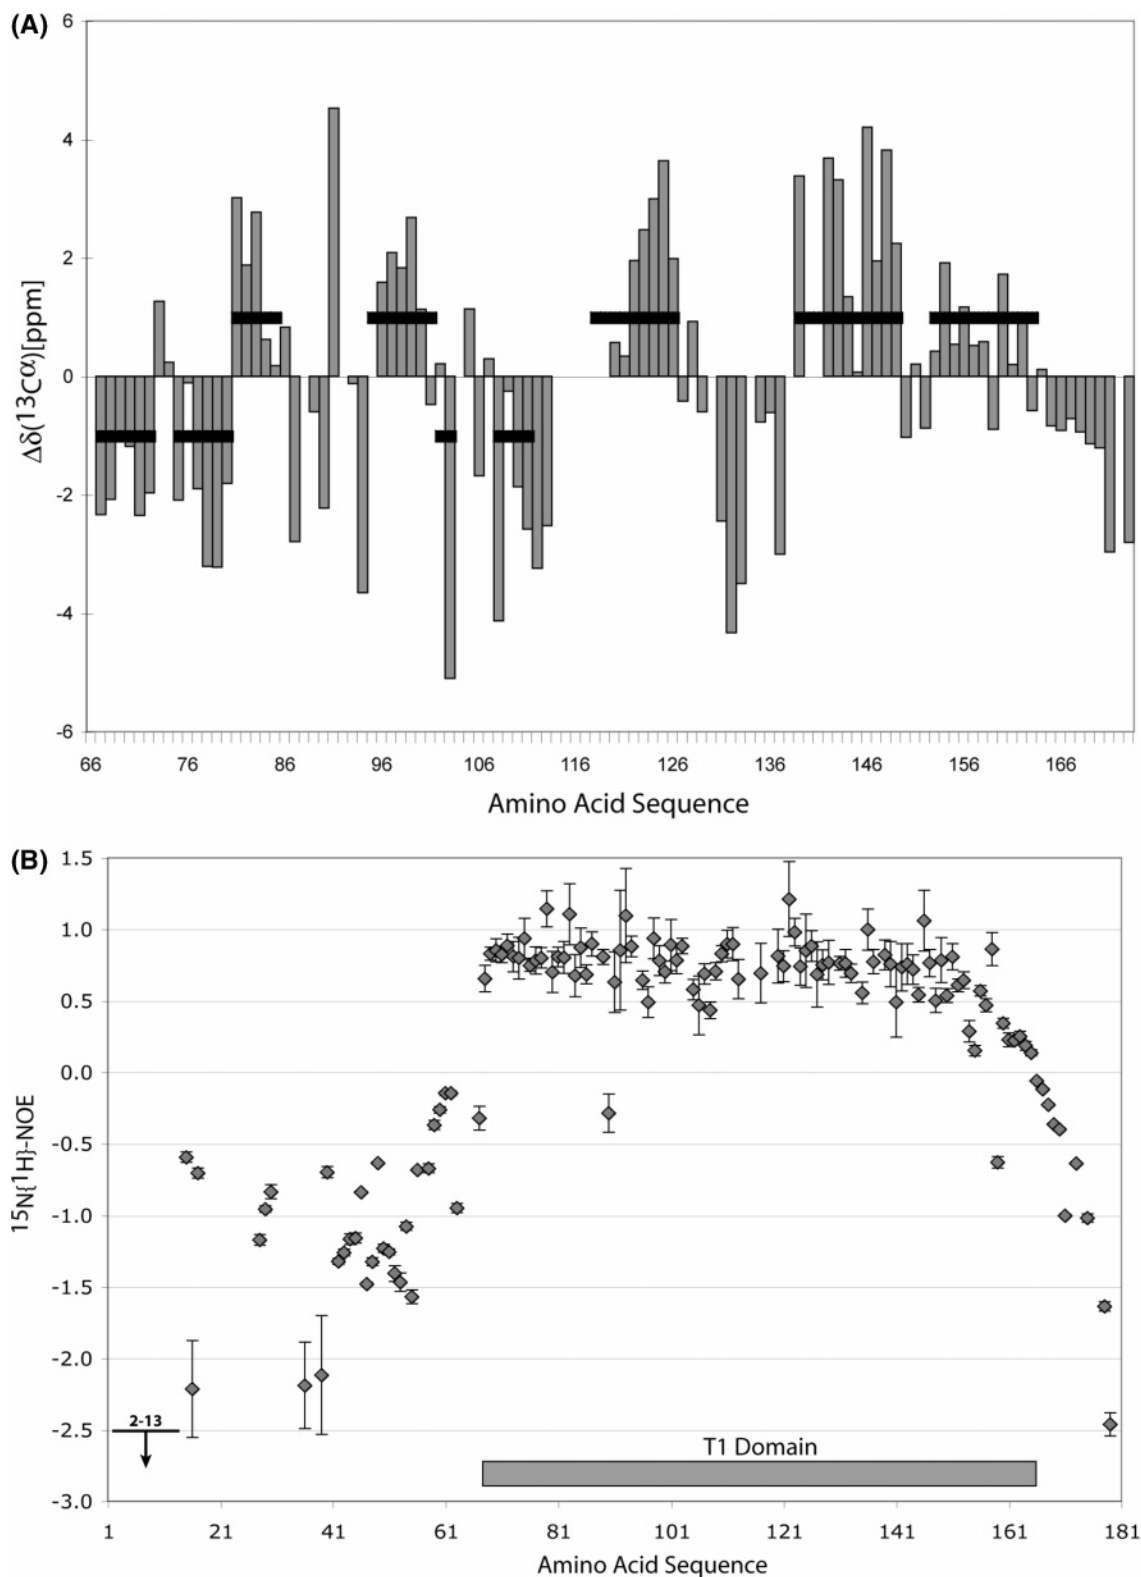 (A)
6
4
2
0
-2
-4
-6
Δδ(13Cα)[ppm]
66 76 86 96 106 116 126 136 146 156 166
Amino Acid Sequence
(B)
1.5
1.0
0.5
0.0
-0.5
-1.0
-1.5
-2.0
-2.5
-3.0
15N{1H}-NOE
2-13
T1 Domain
1 21 41 61 81 101 121 141 161 181
Amino Acid Sequence